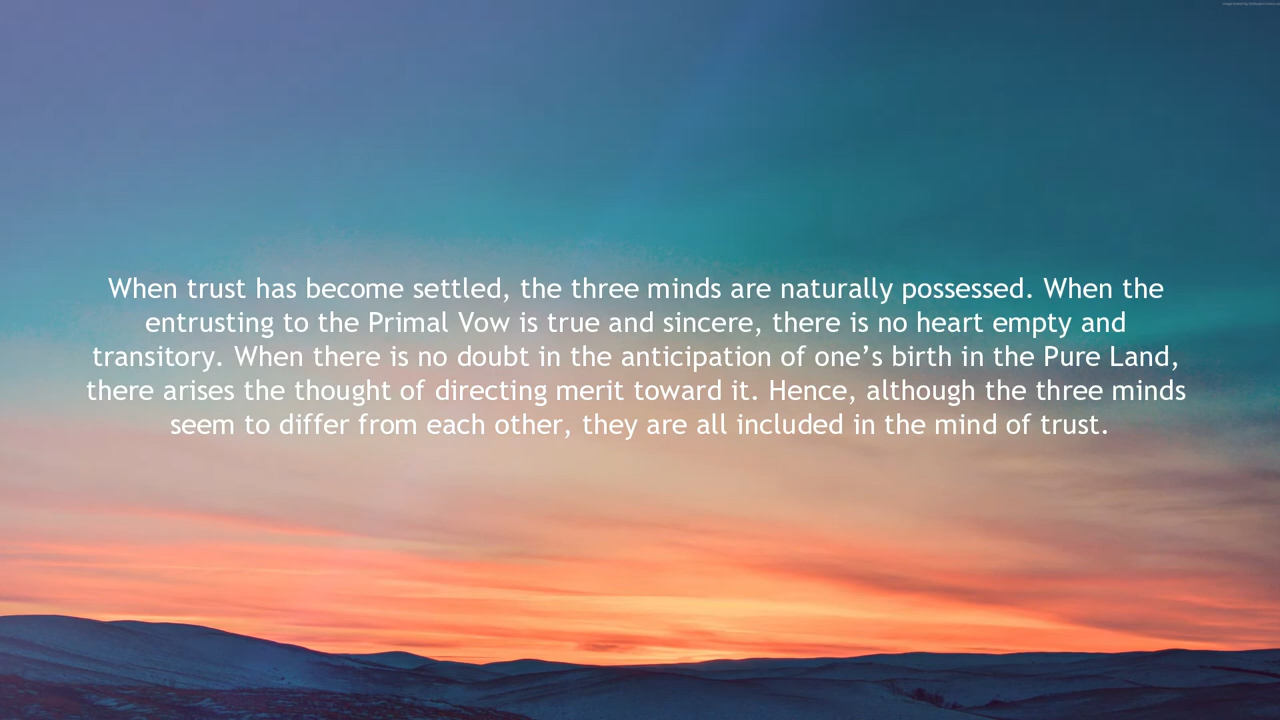 When trust has become settled, the three minds are naturally possessed. When the
entrusting to the Primal Vow is true and sincere, there is no heart empty and
transitory. When there is no doubt in the anticipation of one’s birth in the Pure Land,
there arises the thought of directing merit toward it. Hence, although the three minds
seem to differ from each other, they are all included in the mind of trust.